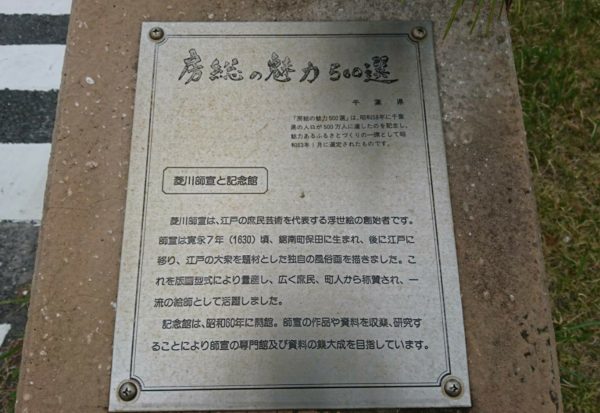 房総の魅力500選
千葉県
「房総の魅力500選」は、昭和58年に千葉
県の人口が500万人に達したのを記念し、
魅力あるふるさとづくりの一環として昭
和63年1月に選定されたものです。
菱川師宣と記念館
菱川師宣は、江戸の庶民芸術を代表する浮世絵の創始者です。
師宣は寛永7年(1630)頃、鋸南町保田に生まれ、後に江戸に
移り、江戸の大衆を題材とした独自の風俗画を描きました。こ
れを版画型式により量産し、広く庶民、町人から称賛され、一
流の絵師として活躍しました。
記念館は、昭和60年に開館。師宣の作品や資料を収集、研究す
ることにより師宣の専門館及び資料の集大成を目指しています。